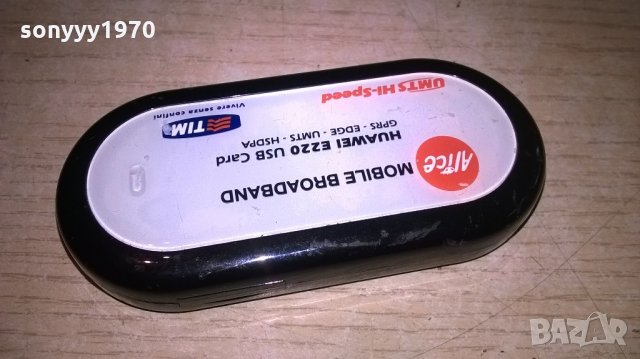 sonyyy1970
Alice
MOBILE BROADBAND
HUAWEI E220 USB Card
GPRS - EDGE - UMTS - HSDPA
UMTS Hi-Speed
TIM
Vivere senza confini
BAZAR